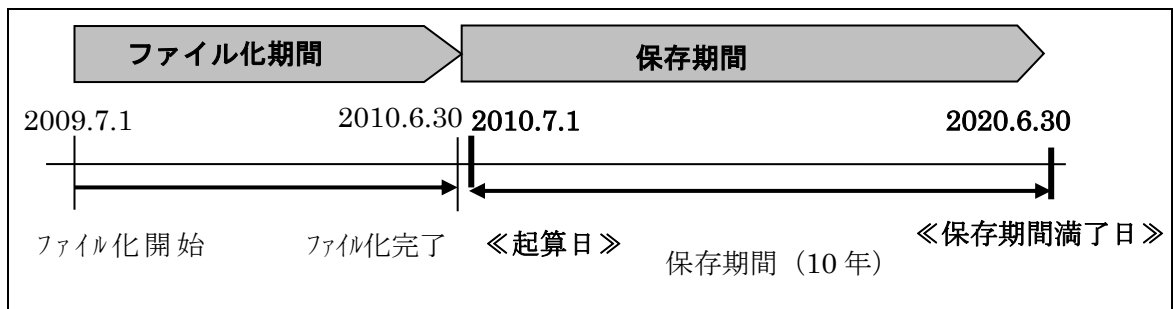 ファイル化期間
保存期間
2009.7.1
2010.6.30
2010.7.1
2020.6.30
ﾌｧｲﾙ化開始
ﾌｧｲﾙ化完了
≪起算日≫
保存期間（10年）
≪保存期間満了日≫